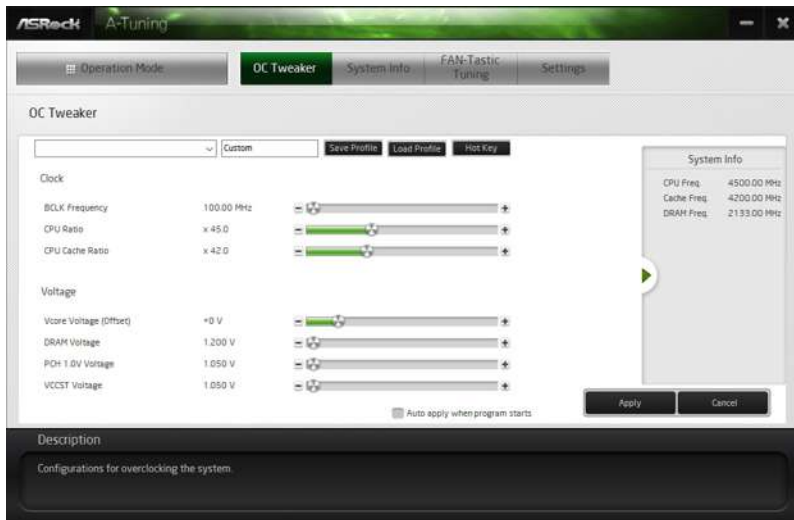 ASRock A-Tuning
Operation Mode
OC Tweaker
System Info
FAN-Tastic
Tuning
Settings
OC Tweaker
Custom
Save Profile
Load Profile
Hot Key
Clock
BCLK Frequency 100.00 MHz
CPU Ratio x 45.0
CPU Cache Ratio x 42.0
Voltage
Vcore Voltage (Offset) +0 V
DRAM Voltage 1.200 V
PCH 1.0V Voltage 1.050 V
VCCST Voltage 1.050 V
Auto apply when program starts
System Info
CPU Freq. 4500.00 MHz
Cache Freq. 4200.00 MHz
DRAM Freq. 2133.00 MHz
Apply
Cancel
Description
Configurations for overclocking the system.